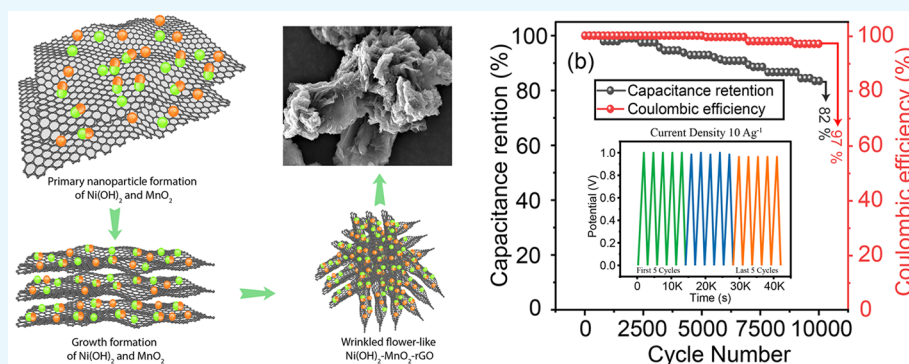 Primary nanoparticle formation
of Ni(OH)₂ and MnO₂
Growth formation
of Ni(OH)₂ and MnO₂
Wrinkled flower-like
Ni(OH)₂-MnO₂-rGO
(b)
Capacitance rention (%)
100
80
60
40
20
0
Capacitance retention
Coulombic efficiency
82 %
97 %
Current Density 10 Ag⁻¹
Potential (V)
1.0
0.8
0.6
0.4
0.2
0.0
First 5 Cycles
Last 5 Cycles
0 10K 20K 30K 40K
Time (s)
0 2500 5000 7500 10000
Cycle Number
100
80
60
40
20
0
Coulombic efficiency (%)